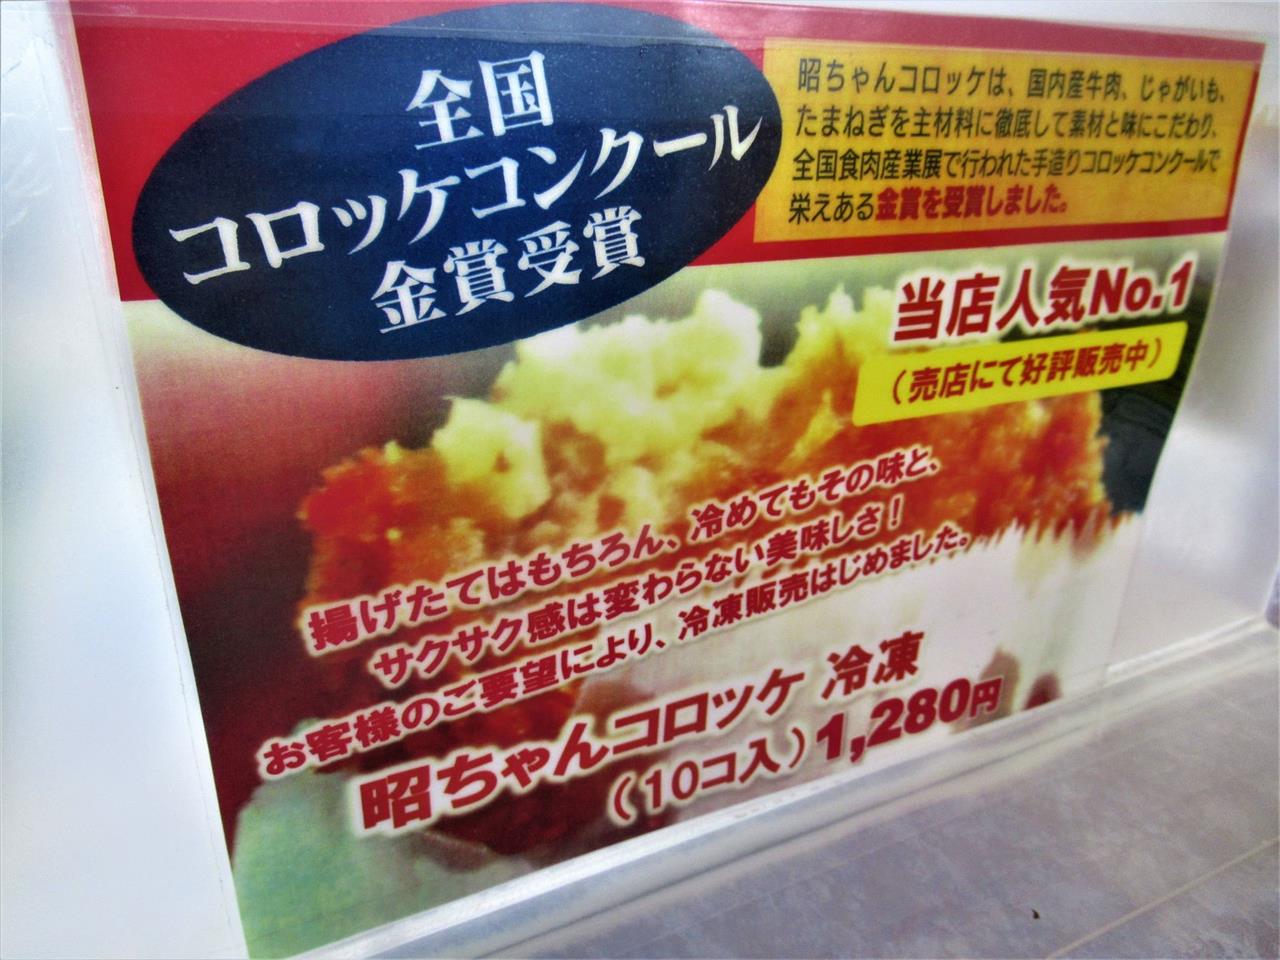 全国
コロッケコンクール
金賞受賞
昭ちゃんコロッケは、国内産牛肉、じゃがいも、
たまねぎを主材料に徹底して素材と味にこだわり、
全国食肉産業展で行われた手造りコロッケコンクールで
栄えある金賞を受賞しました。
当店人気No.1
（売店にて好評販売中）
揚げたてはもちろん、冷めてもその味と、
サクサク感は変わらない美味しさ！
お客様のご要望により、冷凍販売はじめました。
昭ちゃんコロッケ 冷凍
（10コ入）1,280円